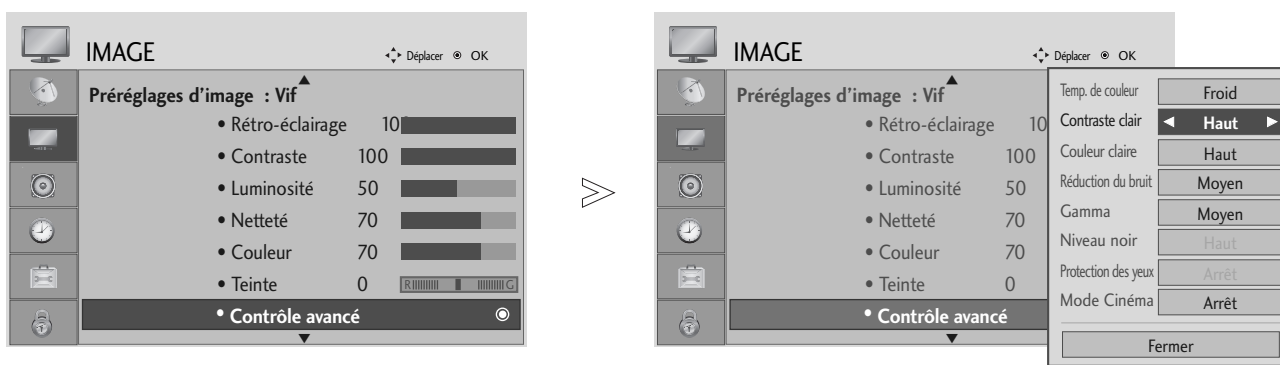 IMAGE
Déplacer OK
Préréglages d'image : Vif
• Rétro-éclairage 10
• Contraste 100
• Luminosité 50
• Netteté 70
• Couleur 70
• Teinte 0 R G
• Contrôle avancé
IMAGE
Déplacer OK
Préréglages d'image : Vif
• Rétro-éclairage 10
• Contraste 100
• Luminosité 50
• Netteté 70
• Couleur 70
• Teinte 0
• Contrôle avancé
Temp. de couleur Froid
Contraste clair Haut
Couleur claire Haut
Réduction du bruit Moyen
Gamma Moyen
Niveau noir Haut
Protection des yeux Arrêt
Mode Cinéma Arrêt
Fermer